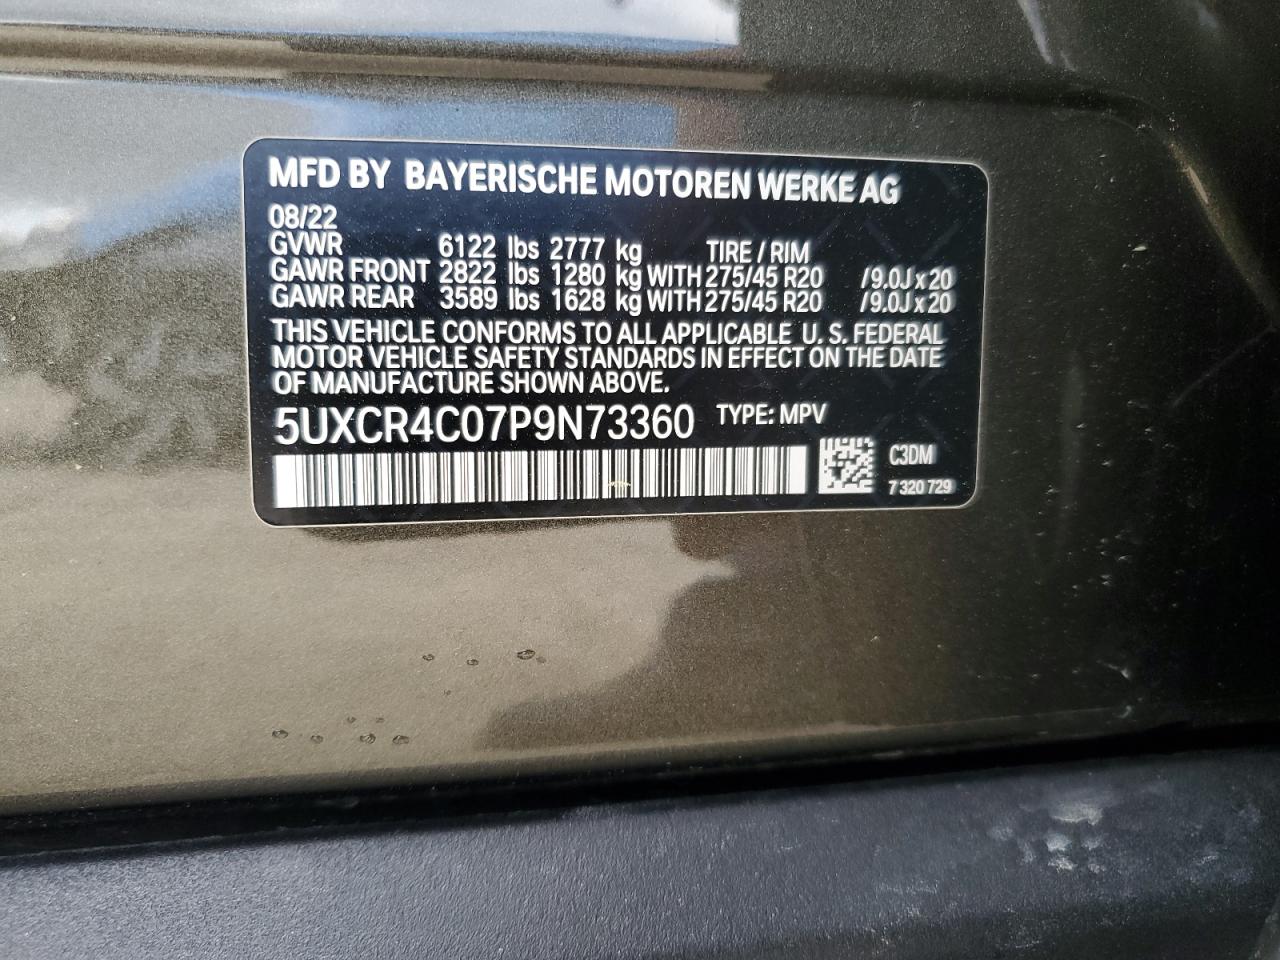 MFD BY BAYERISCHE MOTOREN WERKE AG
08/22
GVWR 6122 lbs 2777 kg TIRE / RIM
GAWR FRONT 2822 lbs 1280 kg WITH 275/45 R20 /9.0J x 20
GAWR REAR 3589 lbs 1628 kg WITH 275/45 R20 /9.0J x 20
THIS VEHICLE CONFORMS TO ALL APPLICABLE U. S. FEDERAL
MOTOR VEHICLE SAFETY STANDARDS IN EFFECT ON THE DATE
OF MANUFACTURE SHOWN ABOVE.
5UXCR4C07P9N73360 TYPE: MPV
C3DM
7 320 729